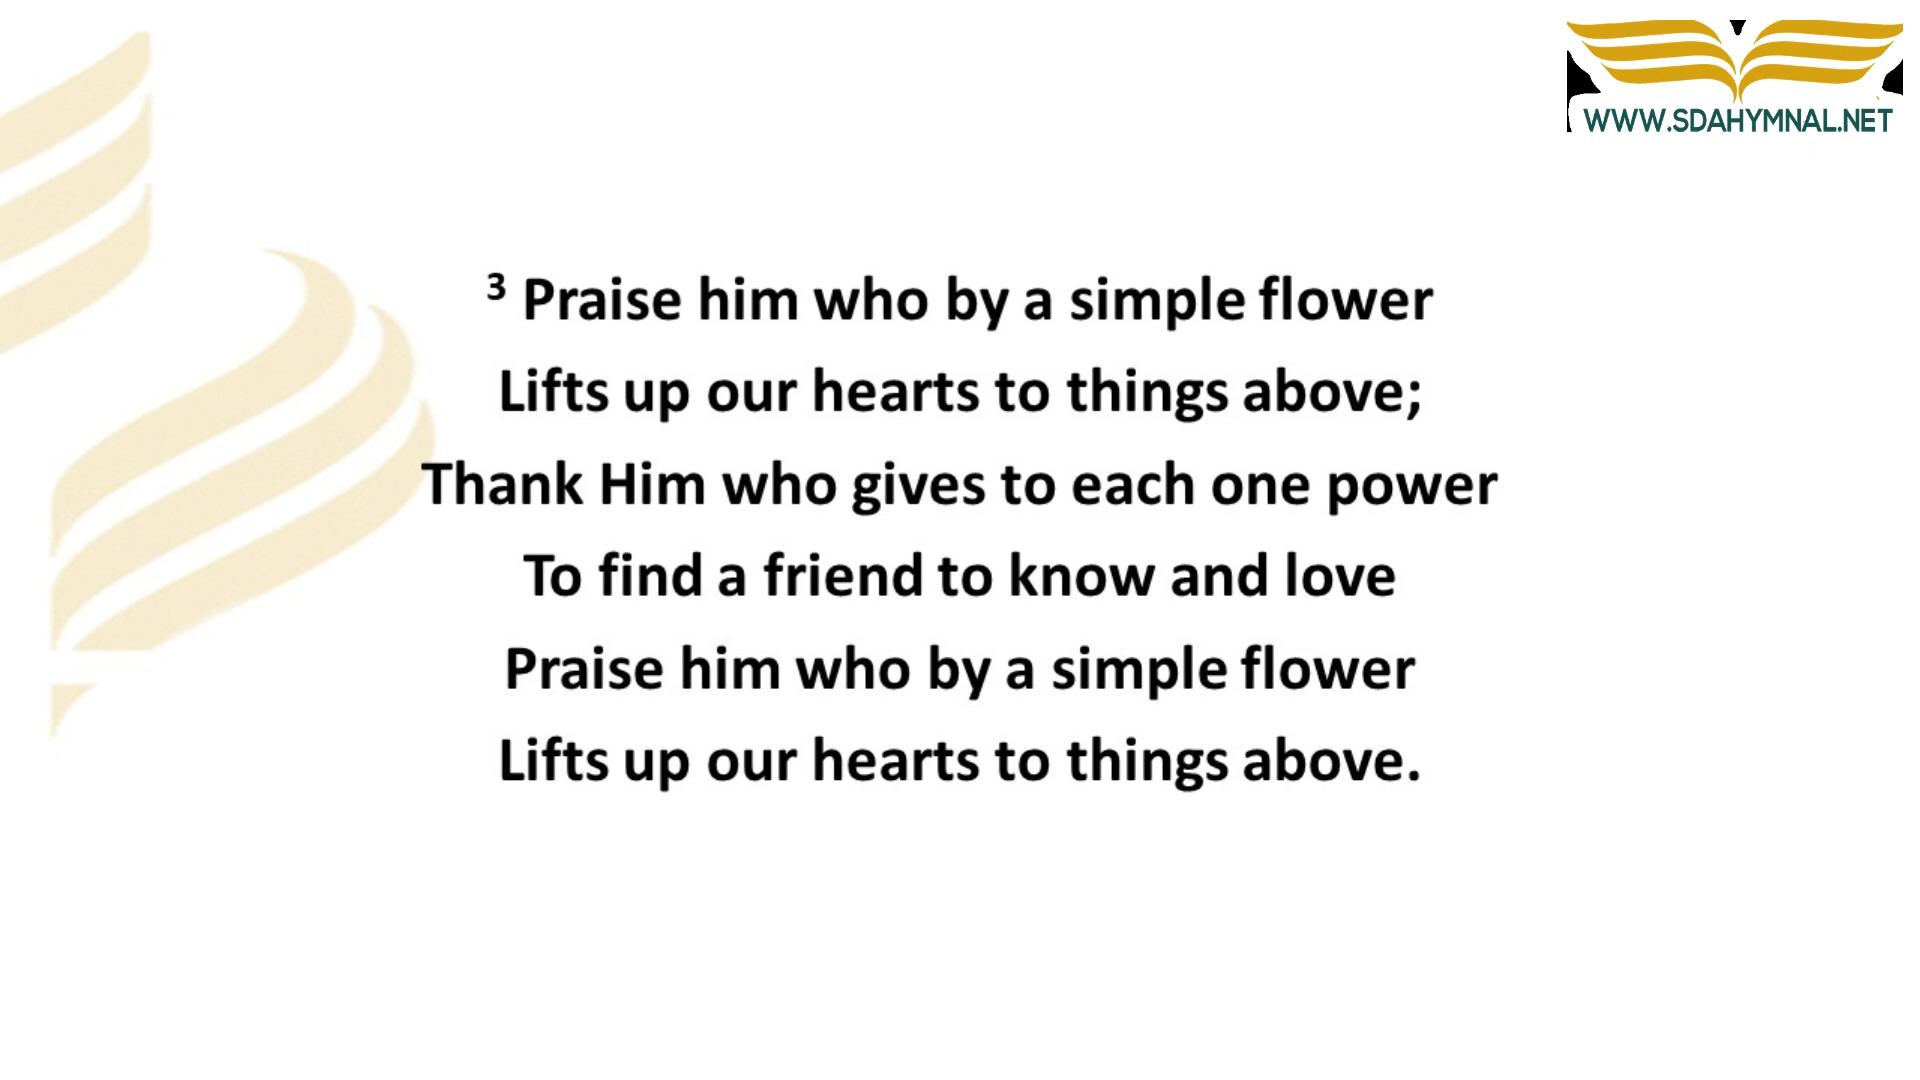 WWW.SDAHYMNAL.NET
³ Praise him who by a simple flower
Lifts up our hearts to things above;
Thank Him who gives to each one power
To find a friend to know and love
Praise him who by a simple flower
Lifts up our hearts to things above.